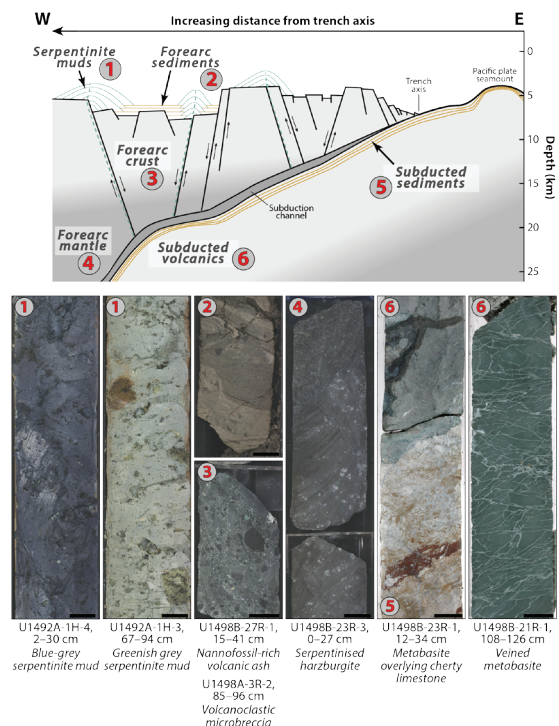 W
Increasing distance from trench axis
E
Serpentinite
muds
1
Forearc
sediments
2
Trench
axis
Pacific plate
seamount
0
5
10
15
20
25
Depth (km)
Forearc
crust
3
Subducted
sediments
5
Subduction
channel
Forearc
mantle
4
Subducted
volcanics
6
1
1
2
4
6
6
3
5
U1492A-1H-4,
2–30 cm
Blue-grey
serpentinite mud
U1492A-1H-3,
67–94 cm
Greenish grey
serpentinite mud
U1498B-27R-1,
15–41 cm
Nannofossil-rich
volcanic ash
U1498A-3R-2,
85–96 cm
Volcanoclastic
microbreccia
U1498B-23R-3,
0–27 cm
Serpentinised
harzburgite
U1498B-23R-1,
12–34 cm
Metabasite
overlying cherty
limestone
U1498B-21R-1,
108–126 cm
Veined
metabasite